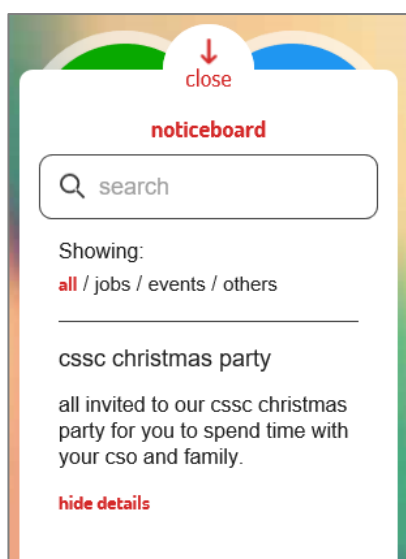 close
noticeboard
search
Showing:
all / jobs / events / others
cssc christmas party
all invited to our cssc christmas
party for you to spend time with
your cso and family.
hide details